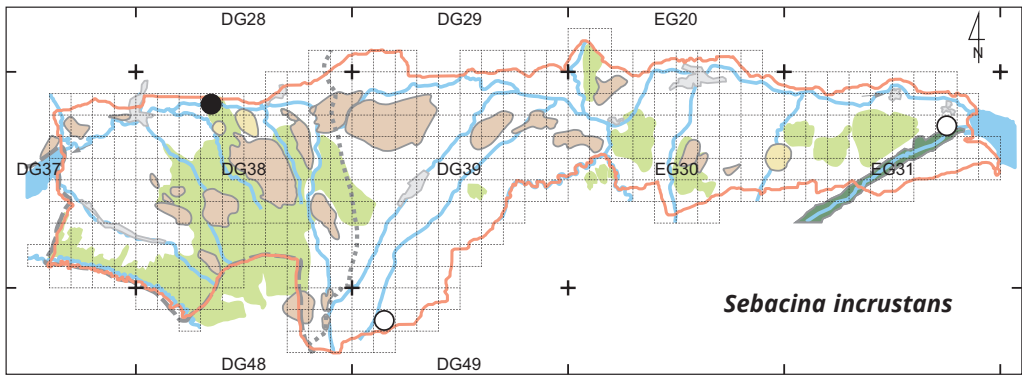 DG28 DG29 EG20
N
DG37 DG38 DG39 EG30 EG31
Sebacina incrustans
DG48 DG49